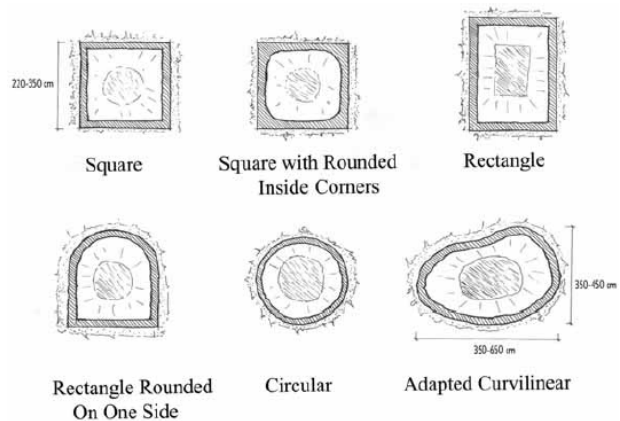 220-350 cm
Square
Square with Rounded
Inside Corners
Rectangle
350-450 cm
350-650 cm
Rectangle Rounded
On One Side
Circular
Adapted Curvilinear